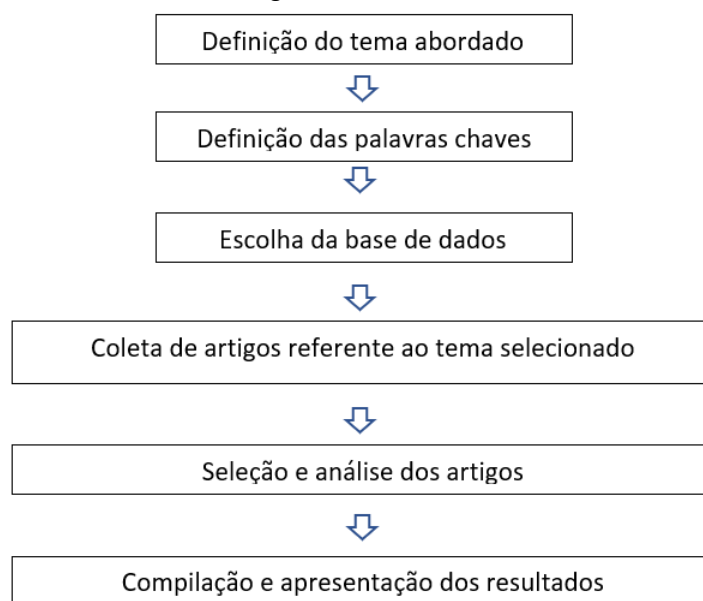 Definição do tema abordado
Definição das palavras chaves
Escolha da base de dados
Coleta de artigos referente ao tema selecionado
Seleção e análise dos artigos
Compilação e apresentação dos resultados